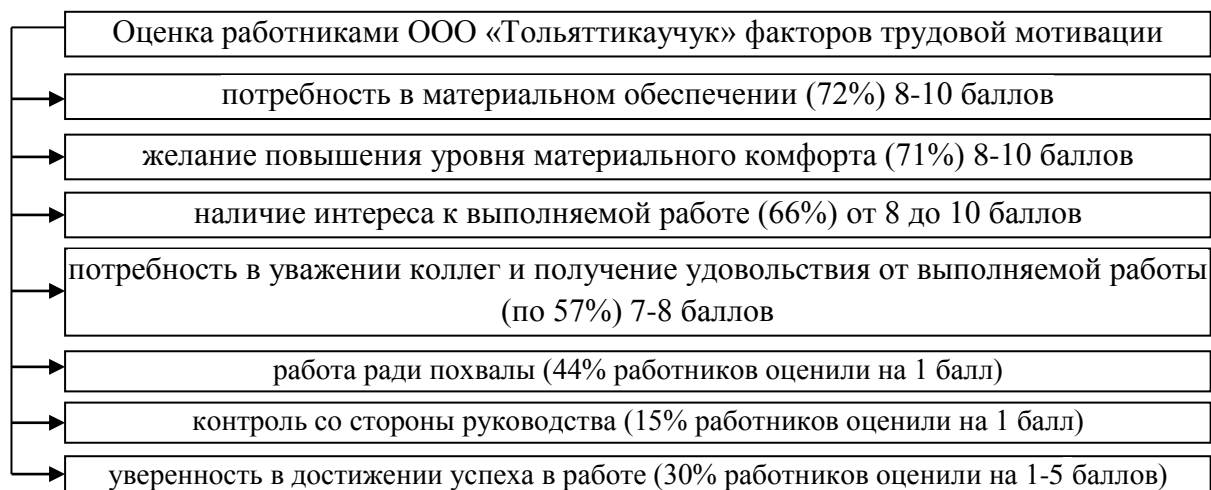 Оценка работниками ООО «Тольяттикаучук» факторов трудовой мотивации
потребность в материальном обеспечении (72%) 8-10 баллов
желание повышения уровня материального комфорта (71%) 8-10 баллов
наличие интереса к выполняемой работе (66%) от 8 до 10 баллов
потребность в уважении коллег и получение удовольствия от выполняемой работы
(по 57%) 7-8 баллов
работа ради похвалы (44% работников оценили на 1 балл)
контроль со стороны руководства (15% работников оценили на 1 балл)
уверенность в достижении успеха в работе (30% работников оценили на 1-5 баллов)